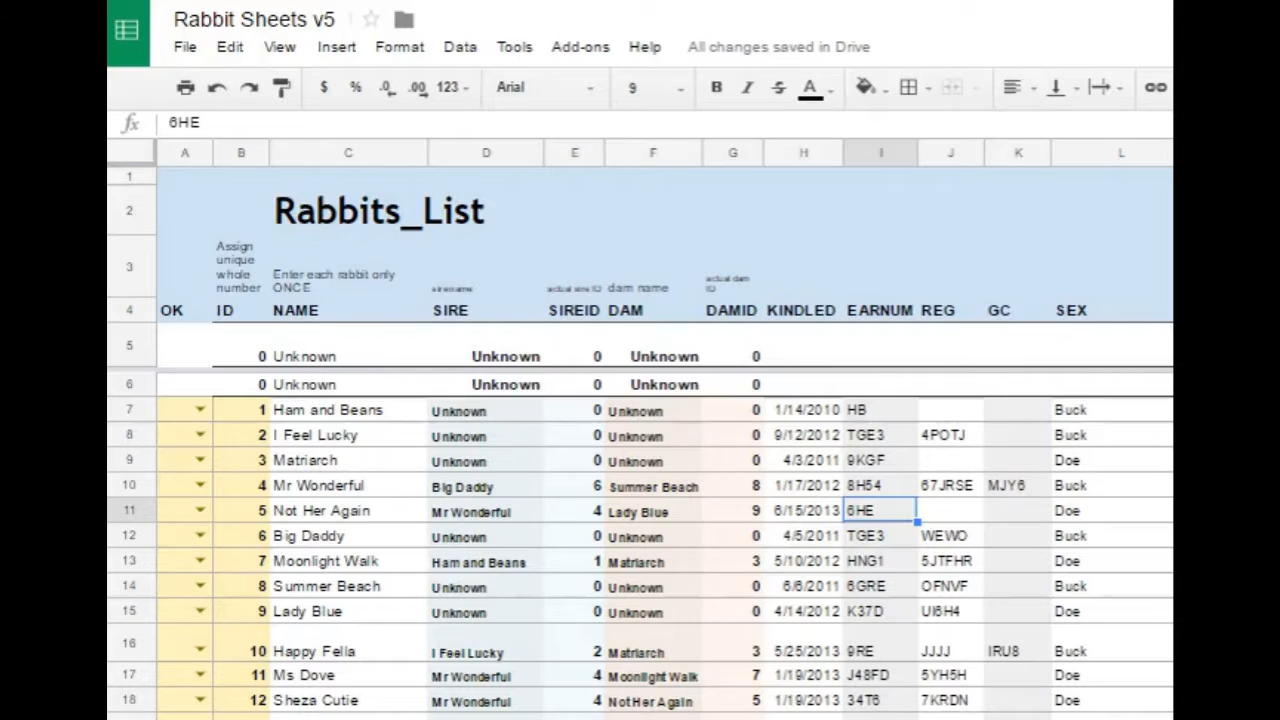 Rabbit Sheets v5
File Edit View Insert Format Data Tools Add-ons Help All changes saved in Drive
$ % .0 .00 123 Arial 9 B I S A
fx 6HE
A B C D E F G H I J K L
1
2 Rabbits_List
3 Assign unique whole number Enter each rabbit only ONCE sire name actual sire ID dam name actual dam ID
4 OK ID NAME SIRE SIREID DAM DAMID KINDLED EARNUM REG GC SEX
5 0 Unknown Unknown 0 Unknown 0
6 0 Unknown Unknown 0 Unknown 0
7 1 Ham and Beans Unknown 0 Unknown 0 1/14/2010 HB Buck
8 2 I Feel Lucky Unknown 0 Unknown 0 9/12/2012 TGE3 4POTJ Buck
9 3 Matriarch Unknown 0 Unknown 0 4/3/2011 9KGF Doe
10 4 Mr Wonderful Big Daddy 6 Summer Beach 8 1/17/2012 8H54 67JRSE MJY6 Buck
11 5 Not Her Again Mr Wonderful 4 Lady Blue 9 6/15/2013 6HE Doe
12 6 Big Daddy Unknown 0 Unknown 0 4/5/2011 TGE3 WEWO Buck
13 7 Moonlight Walk Ham and Beans 1 Matriarch 3 5/10/2012 HNG1 5JTFHR Doe
14 8 Summer Beach Unknown 0 Unknown 0 6/6/2011 6GRE OFNVF Buck
15 9 Lady Blue Unknown 0 Unknown 0 4/14/2012 K37D UI6H4 Doe
16 10 Happy Fella I Feel Lucky 2 Matriarch 3 5/25/2013 9RE JJJJ IRU8 Buck
17 11 Ms Dove Mr Wonderful 4 Moonlight Walk 7 1/19/2013 J48FD 5YH5H Doe
18 12 Sheza Cutie Mr Wonderful 4 Not Her Again 5 1/19/2013 34T6 7KRDN Doe